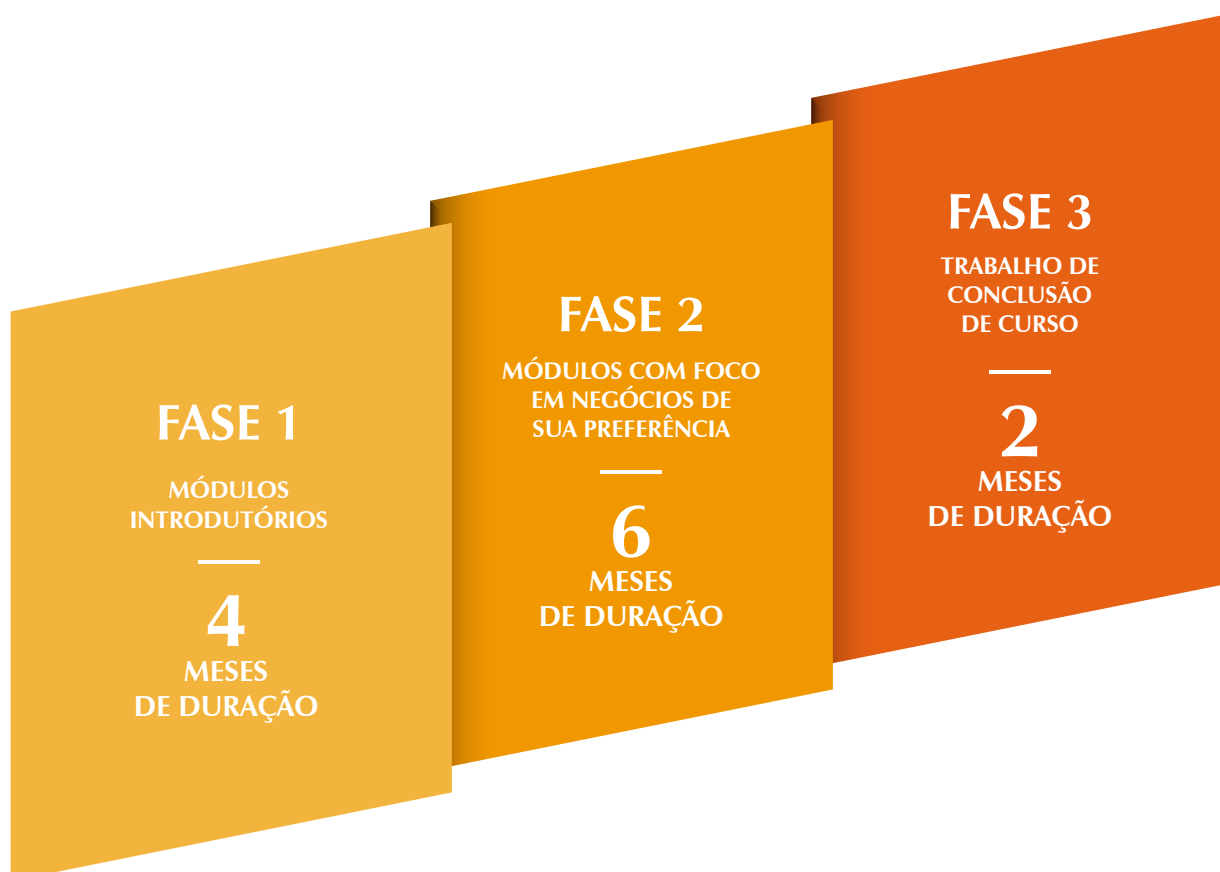 FASE 1
MÓDULOS
INTRODUTÓRIOS
4
MESES
DE DURAÇÃO
FASE 2
MÓDULOS COM FOCO
EM NEGÓCIOS DE
SUA PREFERÊNCIA
6
MESES
DE DURAÇÃO
FASE 3
TRABALHO DE
CONCLUSÃO
DE CURSO
2
MESES
DE DURAÇÃO